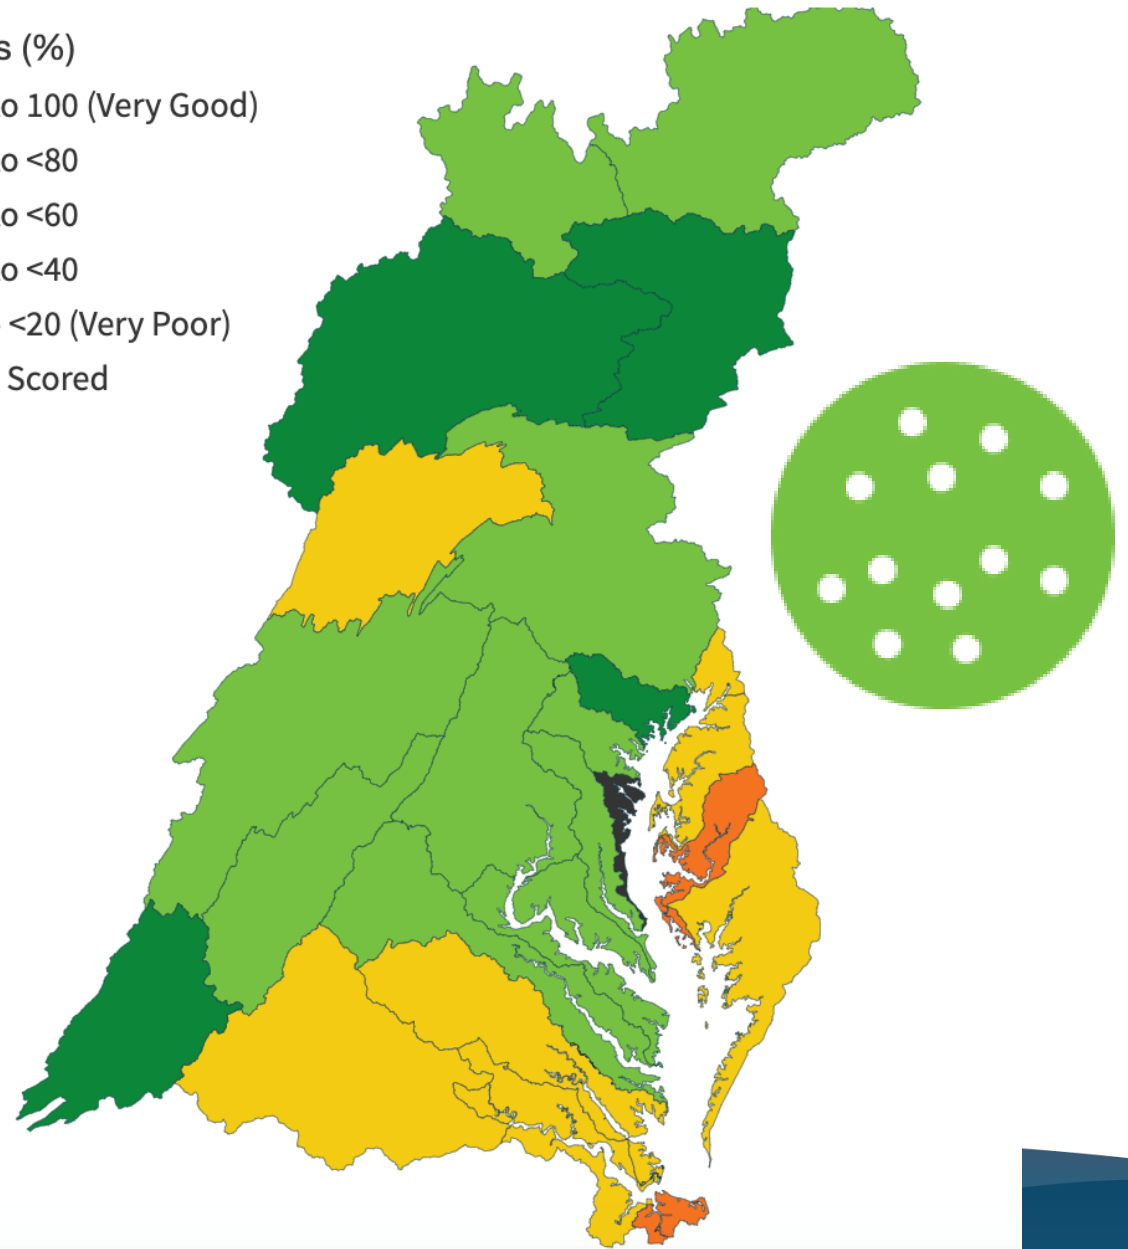 s (%)
o 100 (Very Good)
o <80
o <60
o <40
<20 (Very Poor)
Scored